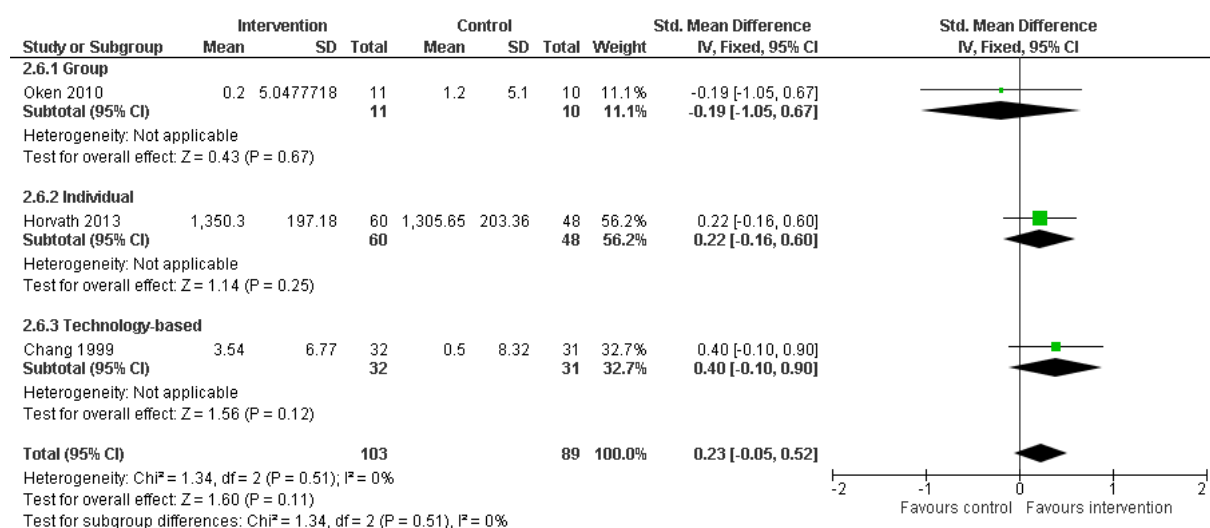 Intervention Control Std. Mean Difference Std. Mean Difference
Study or Subgroup Mean SD Total Mean SD Total Weight IV, Fixed, 95% CI IV, Fixed, 95% CI
2.6.1 Group
Oken 2010 0.2 5.0477718 11 1.2 5.1 10 11.1% -0.19 [-1.05, 0.67]
Subtotal (95% CI) 11 10 11.1% -0.19 [-1.05, 0.67]
Heterogeneity: Not applicable
Test for overall effect: Z = 0.43 (P = 0.67)
2.6.2 Individual
Horvath 2013 1,350.3 197.18 60 1,305.65 203.36 48 56.2% 0.22 [-0.16, 0.60]
Subtotal (95% CI) 60 48 56.2% 0.22 [-0.16, 0.60]
Heterogeneity: Not applicable
Test for overall effect: Z = 1.14 (P = 0.25)
2.6.3 Technology-based
Chang 1999 3.54 6.77 32 0.5 8.32 31 32.7% 0.40 [-0.10, 0.90]
Subtotal (95% CI) 32 31 32.7% 0.40 [-0.10, 0.90]
Heterogeneity: Not applicable
Test for overall effect: Z = 1.56 (P = 0.12)
Total (95% CI) 103 89 100.0% 0.23 [-0.05, 0.52]
Heterogeneity: Chi² = 1.34, df = 2 (P = 0.51); I² = 0%
Test for overall effect: Z = 1.60 (P = 0.11)
Test for subgroup differences: Chi² = 1.34, df = 2 (P = 0.51), I² = 0%
-2 -1 0 1 2
Favours control Favours intervention